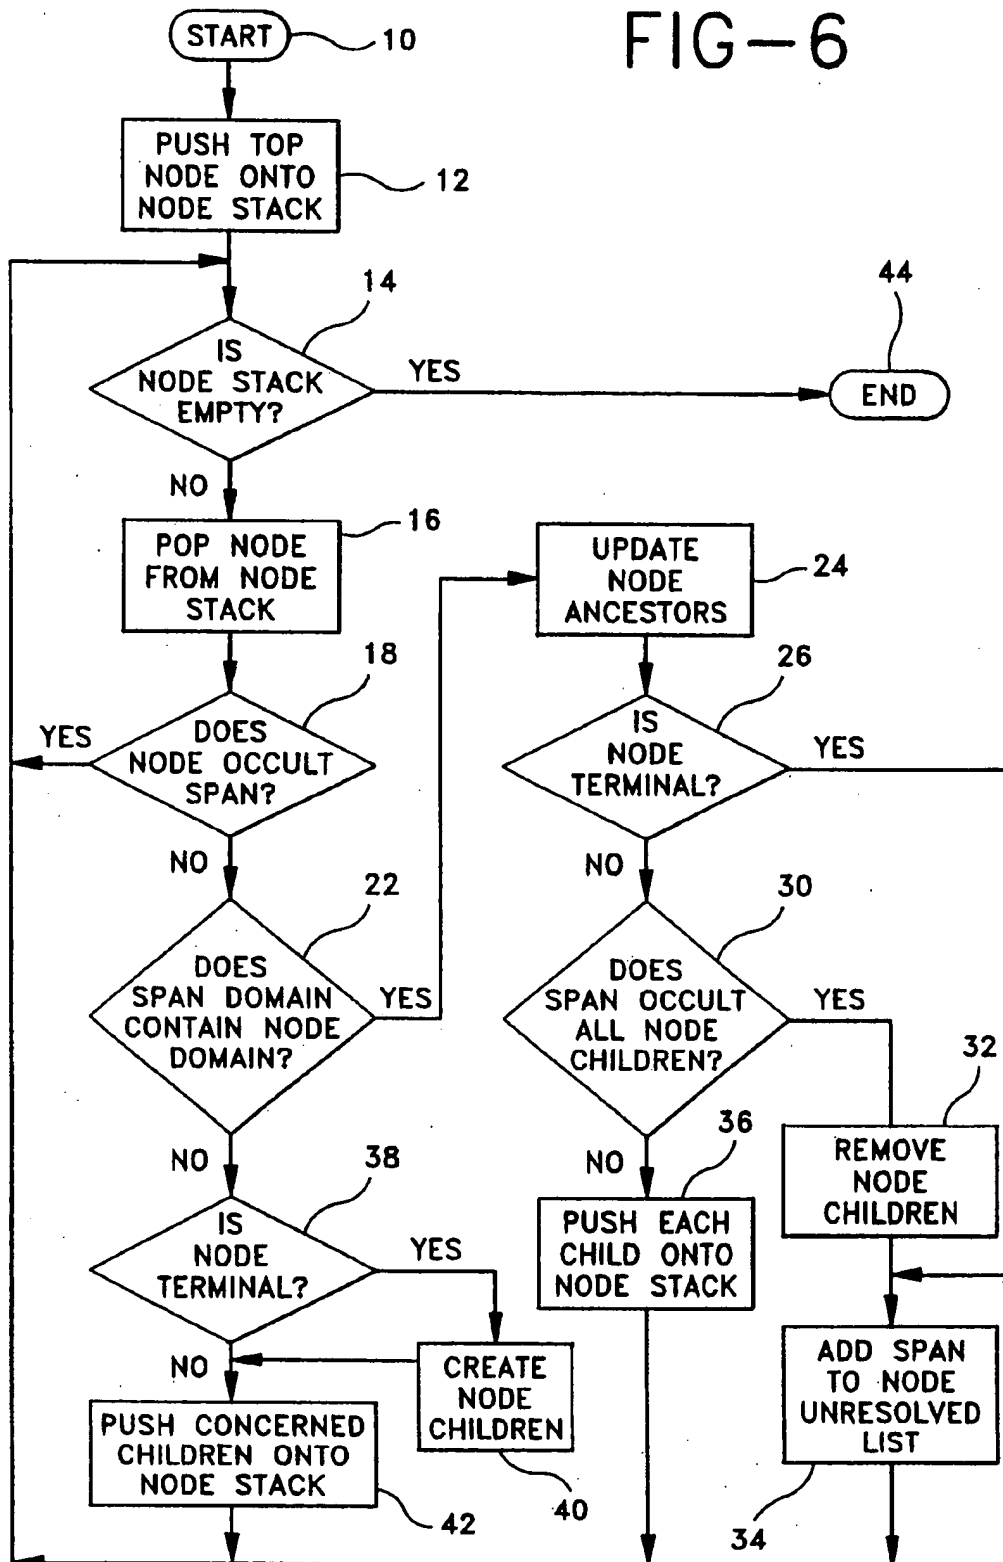 FIG-6
START
10
PUSH TOP
NODE ONTO
NODE STACK
12
14
IS
NODE STACK
EMPTY?
YES
44
END
NO
16
POP NODE
FROM NODE
STACK
UPDATE
NODE
ANCESTORS
24
18
DOES
NODE OCCULT
SPAN?
YES
26
IS
NODE
TERMINAL?
YES
NO
NO
22
DOES
SPAN DOMAIN
CONTAIN NODE
DOMAIN?
YES
30
DOES
SPAN OCCULT
ALL NODE
CHILDREN?
YES
32
REMOVE
NODE
CHILDREN
NO
NO
38
IS
NODE
TERMINAL?
YES
36
PUSH EACH
CHILD ONTO
NODE STACK
NO
CREATE
NODE
CHILDREN
40
ADD SPAN
TO NODE
UNRESOLVED
LIST
34
PUSH CONCERNED
CHILDREN ONTO
NODE STACK
42